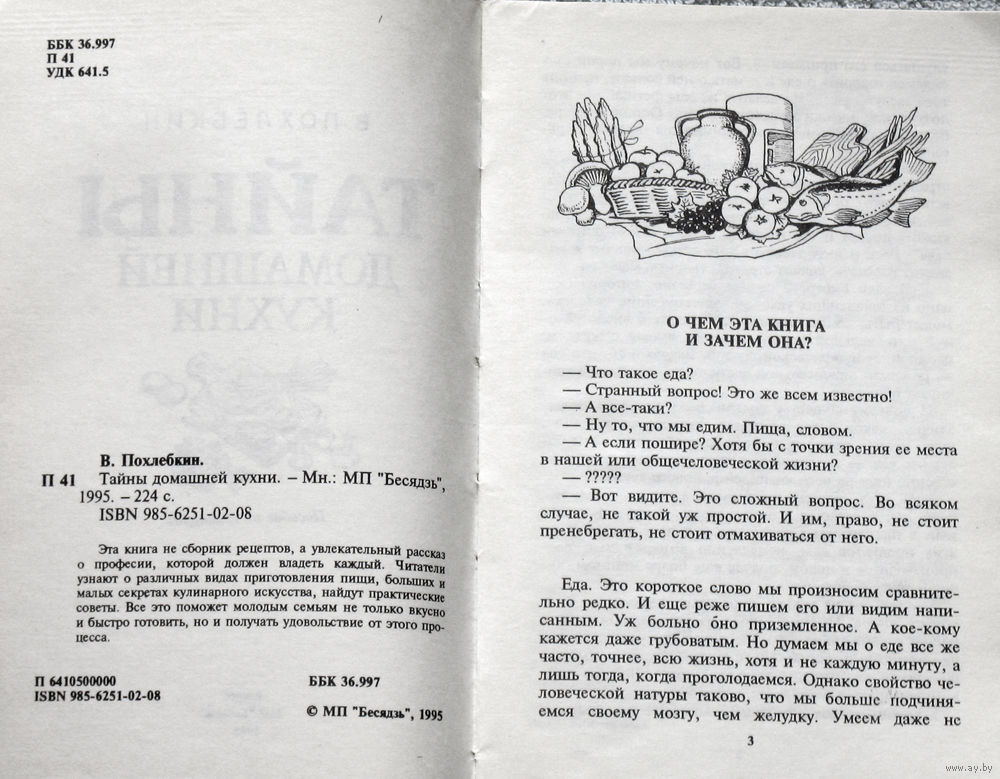 ББК 36.997
П 41
УДК 641.5
В. Похлебкин.
П 41 Тайны домашней кухни. – Мн.: МП "Бесядзь",
1995. – 224 с.
ISBN 985-6251-02-08
Эта книга не сборник рецептов, а увлекательный рассказ
о професии, которой должен владеть каждый. Читатели
узнают о различных видах приготовления пищи, больших и
малых секретах кулинарного искусства, найдут практические
советы. Все это поможет молодым семьям не только вкусно
и быстро готовить, но и получать удовольствие от этого про-
цесса.
П 6410500000 ББК 36.997
ISBN 985-6251-02-08
© МП "Бесядзь", 1995
О ЧЕМ ЭТА КНИГА
И ЗАЧЕМ ОНА?
— Что такое еда?
— Странный вопрос! Это же всем известно!
— А все-таки?
— Ну то, что мы едим. Пища, словом.
— А если пошире? Хотя бы с точки зрения ее места
в нашей или общечеловеческой жизни?
— ?????
— Вот видите. Это сложный вопрос. Во всяком
случае, не такой уж простой. И им, право, не стоит
пренебрегать, не стоит отмахиваться от него.
Еда. Это короткое слово мы произносим сравните-
льно редко. И еще реже пишем его или видим напи-
санным. Уж больно оно приземленное. А кое-кому
кажется даже грубоватым. Но думаем мы о еде все же
часто, точнее, всю жизнь, хотя и не каждую минуту, а
лишь тогда, когда проголодаемся. Однако свойство че-
ловеческой натуры таково, что мы больше подчиня-
емся своему мозгу, чем желудку. Умеем даже не
3
www.ay.by